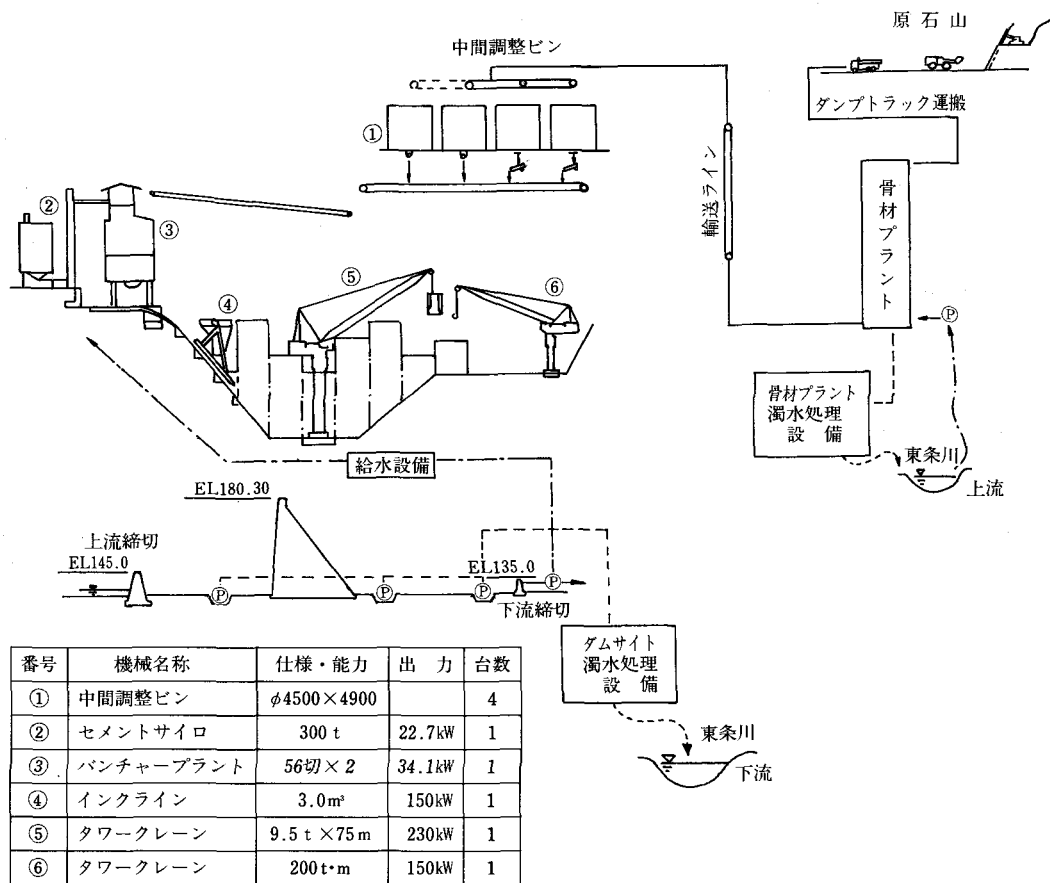 原石山
中間調整ビン
ダンプトラック運搬
①
輸送ライン
骨材プラント
②
③
④
⑤
⑥
Ⓟ
骨材プラント
濁水処理
設備
東条川
上流
給水設備
EL180.30
上流締切
EL145.0
EL135.0
Ⓟ
Ⓟ
Ⓟ
Ⓟ
下流締切
ダムサイト
濁水処理
設備
東条川
下流
番号 機械名称 仕様・能力 出力 台数
① 中間調整ビン φ4500×4900 4
② セメントサイロ 300t 22.7kW 1
③ バンチャープラント 56切×2 34.1kW 1
④ インクライン 3.0m³ 150kW 1
⑤ タワークレーン 9.5t×75m 230kW 1
⑥ タワークレーン 200t・m 150kW 1